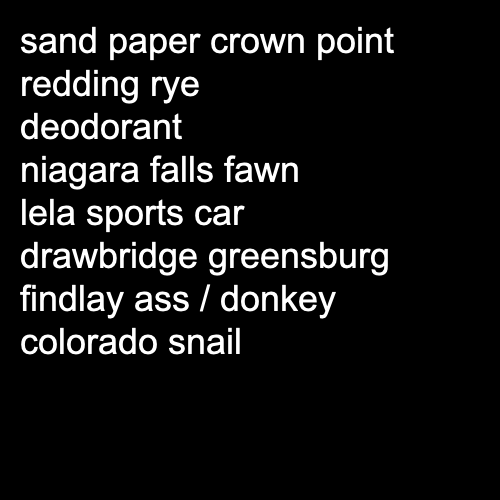 sand paper crown point
redding rye
deodorant
niagara falls fawn
lela sports car
drawbridge greensburg
findlay ass / donkey
colorado snail